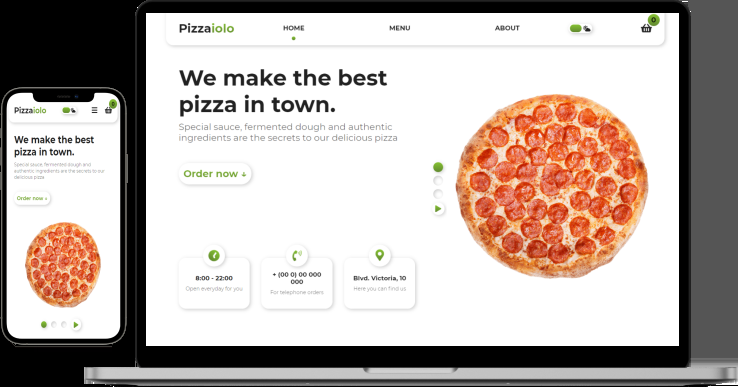 Pizzaiolo
HOME
MENU
ABOUT
0
We make the best
pizza in town.
Special sauce, fermented dough and authentic
ingredients are the secrets to our delicious pizza
Order now ↓
8:00 - 22:00
Open everyday for you
+ (00 0) 00 000
000
For telephone orders
Blvd. Victoria, 10
Here you can find us
Pizzaiolo
0
We make the best
pizza in town.
Special sauce, fermented dough and
authentic ingredients are the secrets to our
delicious pizza
Order now ↓